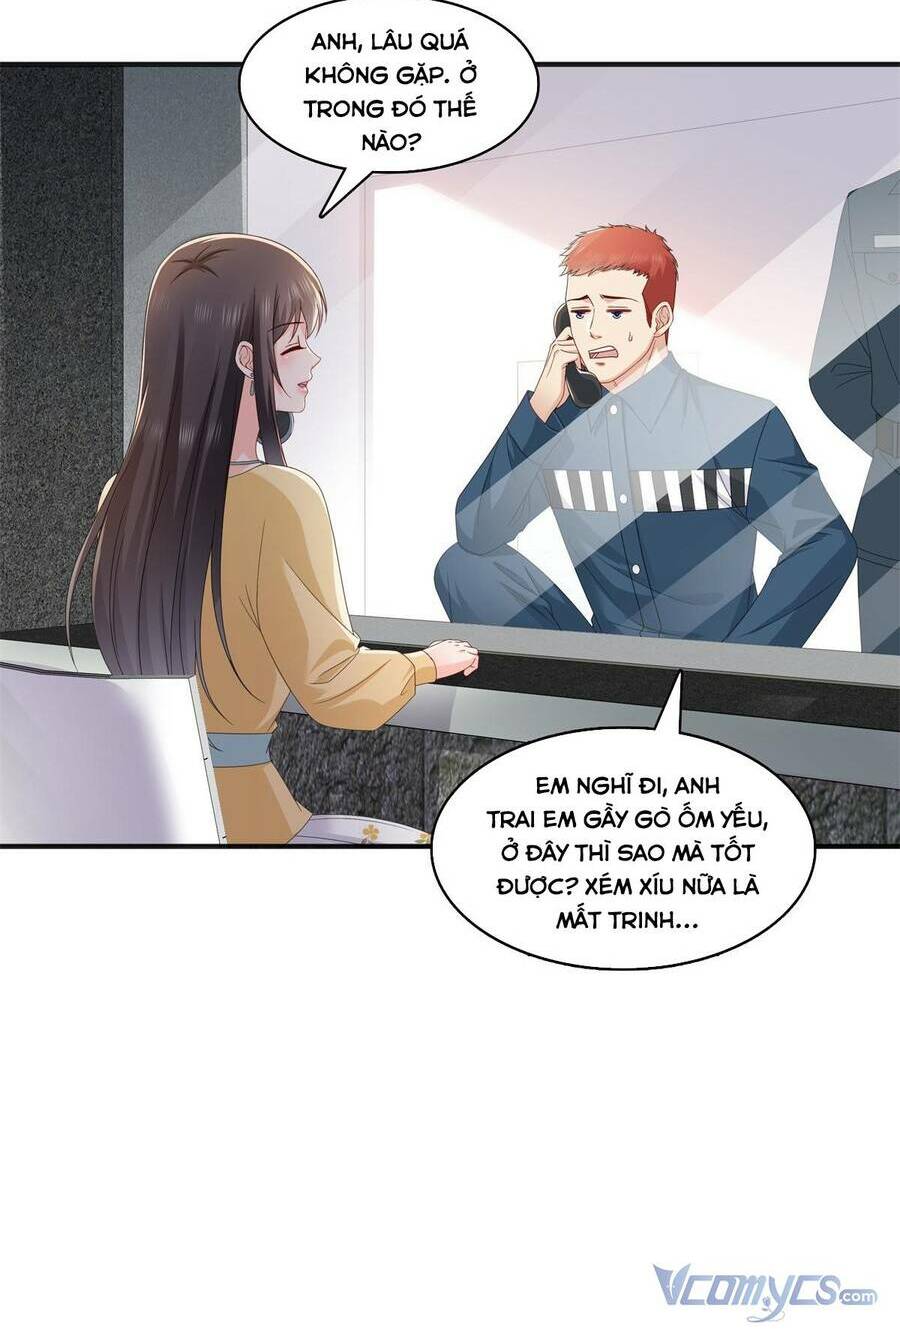 ANH, LÂU QUÁ
KHÔNG GẶP. Ở
TRONG ĐÓ THẾ
NÀO?
EM NGHĨ ĐI, ANH
TRAI EM GẦY GÒ ỐM YẾU,
Ở ĐÂY THÌ SAO MÀ TỐT
ĐƯỢC? XÉM XÍU NỮA LÀ
MẤT TRINH...
VCOMYCS.com